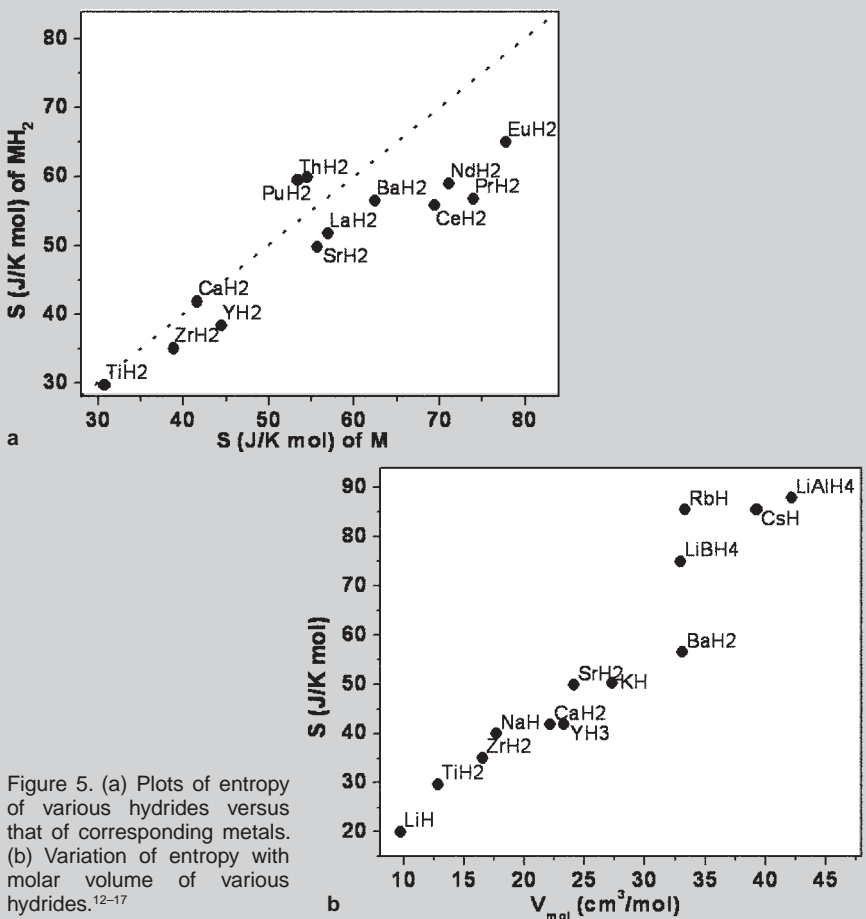 80
70
60
50
40
30
S (J/K mol) of MH2
EuH2
NdH2
PrH2
ThH2
PuH2
BaH2
CeH2
LaH2
SrH2
CaH2
YH2
ZrH2
TiH2
30 40 50 60 70 80
S (J/K mol) of M
a
90
80
70
60
50
40
30
20
S (J/K mol)
LiAlH4
RbH
CsH
LiBH4
BaH2
SrH2
KH
CaH2
NaH
YH3
ZrH2
TiH2
LiH
10 15 20 25 30 35 40 45
b
Vmol (cm³/mol)
Figure 5. (a) Plots of entropy
of various hydrides versus
that of corresponding metals.
(b) Variation of entropy with
molar volume of various
hydrides.12–17